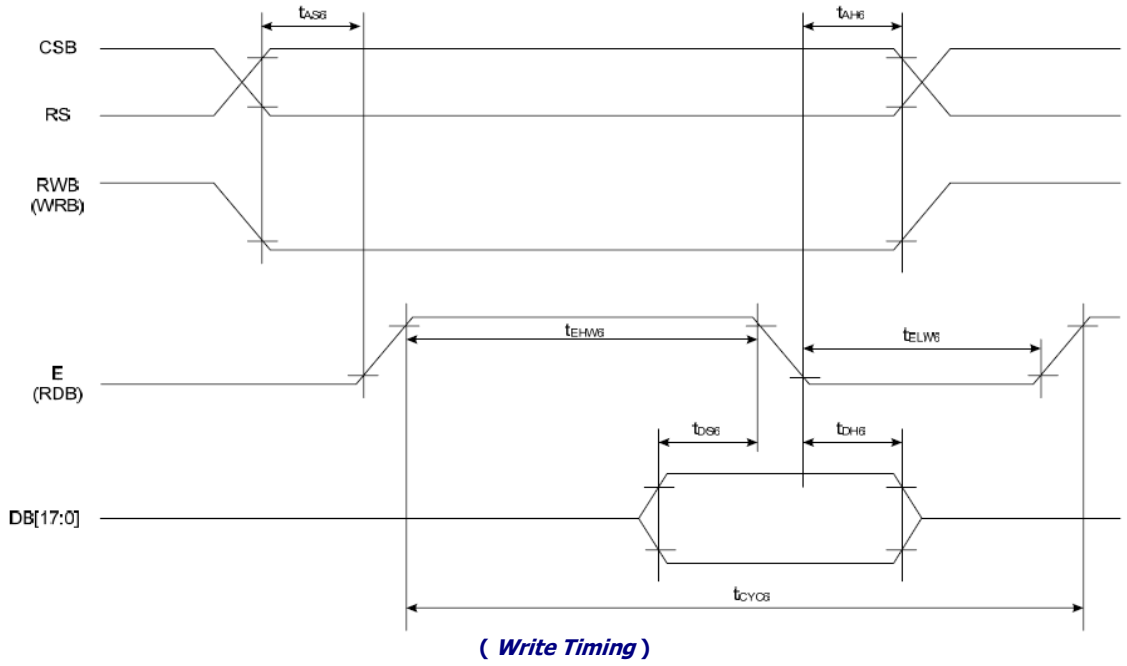 tAS6 tAH6
CSB
RS
RWB
(WRB)
tEHW6 tELW6
E
(RDB)
tDS6 tDH6
DB[17:0]
tCYC6
( Write Timing )